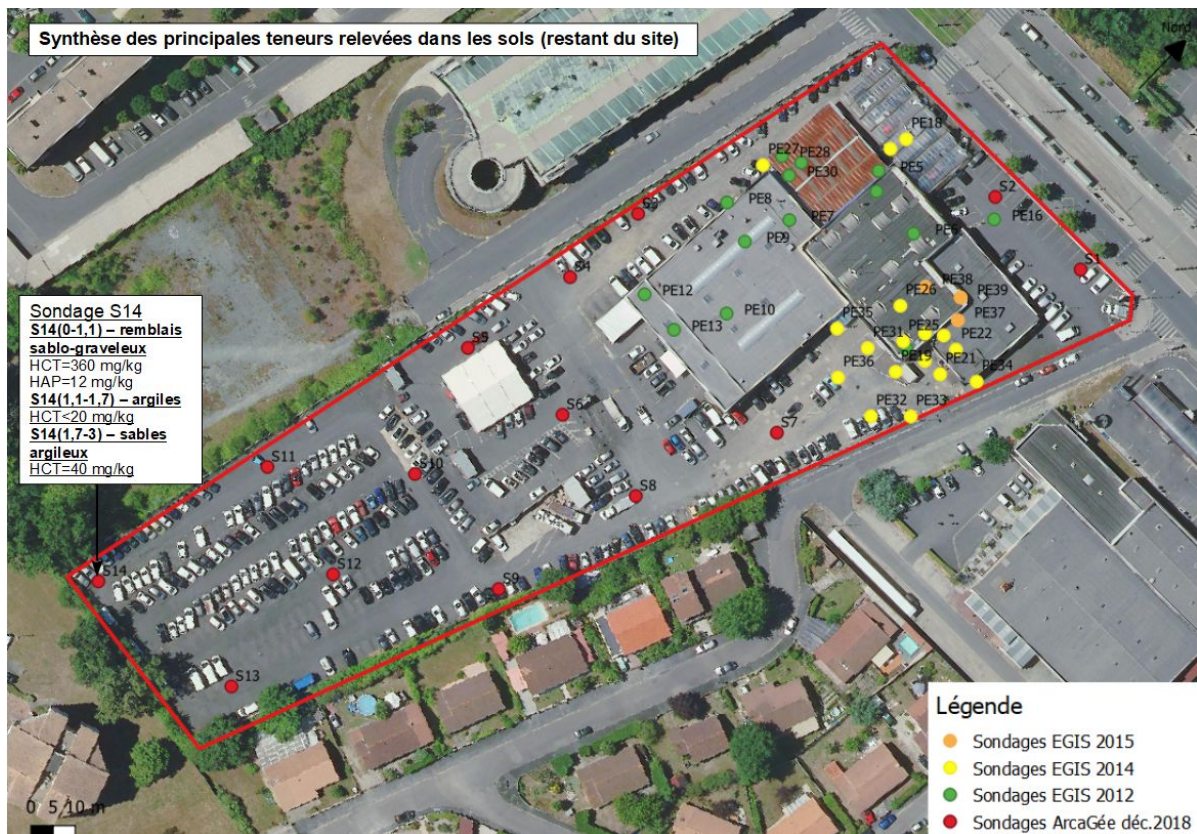 Synthèse des principales teneurs relevées dans les sols (restant du site)
Nord
PE18
PE27
PE28
PE30
PE5
S2
PE8
PE7
PE16
S3
PE9
PE6
S1
S4
PE12
PE26
PE38
PE39
PE10
PE13
PE35
PE37
PE31
PE25
PE22
S5
PE36
PE19
PE21
PE34
PE32
PE33
S6
S7
S11
S10
S8
S14
S12
S9
S13
Sondage S14
S14(0-1,1) – remblais
sablo-graveleux
HCT=360 mg/kg
HAP=12 mg/kg
S14(1,1-1,7) – argiles
HCT<20 mg/kg
S14(1,7-3) – sables
argileux
HCT=40 mg/kg
0 5 10 m
Légende
Sondages EGIS 2015
Sondages EGIS 2014
Sondages EGIS 2012
Sondages ArcaGée déc.2018